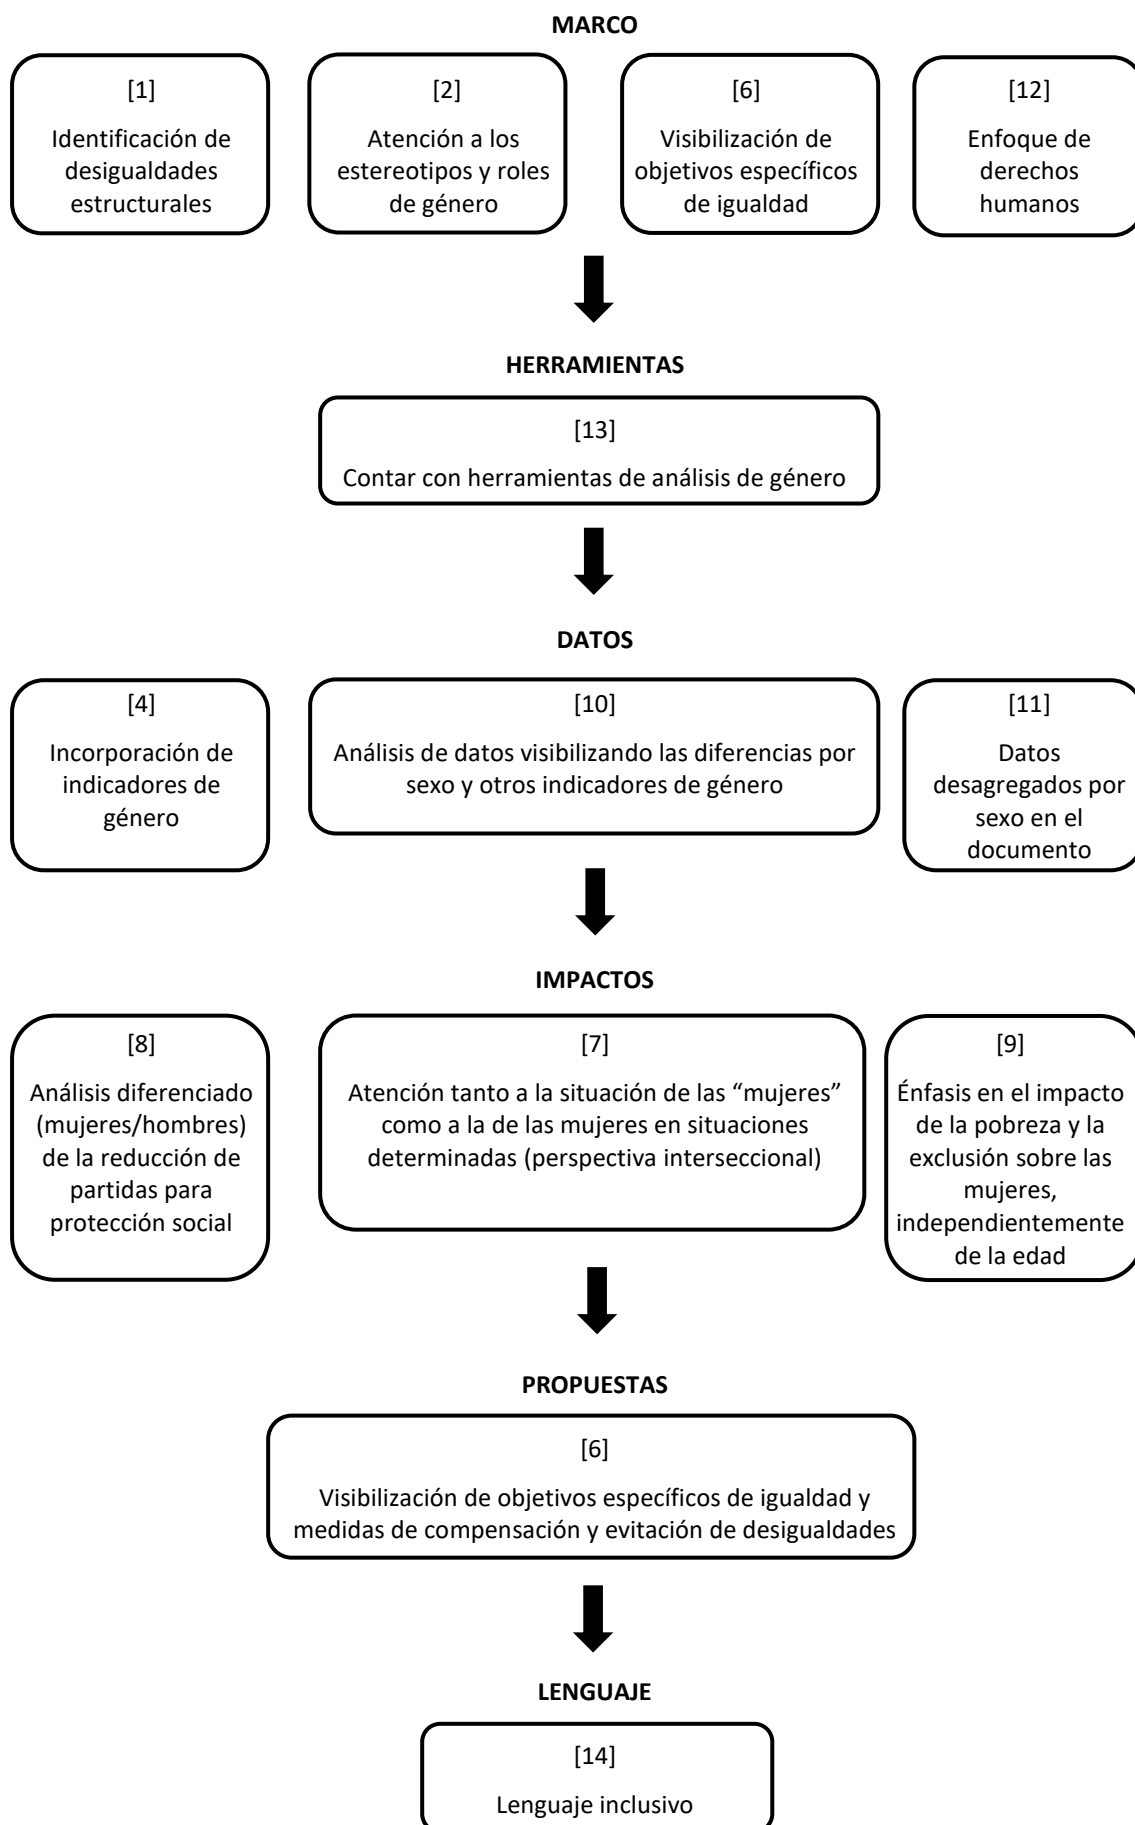 MARCO
[1]
Identificación de
desigualdades
estructurales
[2]
Atención a los
estereotipos y roles
de género
[6]
Visibilización de
objetivos específicos
de igualdad
[12]
Enfoque de
derechos
humanos
HERRAMIENTAS
[13]
Contar con herramientas de análisis de género
DATOS
[4]
Incorporación de
indicadores de
género
[10]
Análisis de datos visibilizando las diferencias por
sexo y otros indicadores de género
[11]
Datos
desagregados por
sexo en el
documento
IMPACTOS
[8]
Análisis diferenciado
(mujeres/hombres)
de la reducción de
partidas para
protección social
[7]
Atención tanto a la situación de las “mujeres”
como a la de las mujeres en situaciones
determinadas (perspectiva interseccional)
[9]
Énfasis en el impacto
de la pobreza y la
exclusión sobre las
mujeres,
independientemente
de la edad
PROPUESTAS
[6]
Visibilización de objetivos específicos de igualdad y
medidas de compensación y evitación de desigualdades
LENGUAJE
[14]
Lenguaje inclusivo